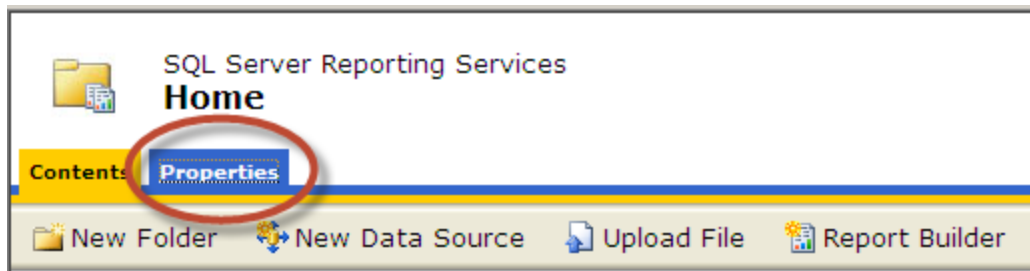 SQL Server Reporting Services
Home
Contents Properties
New Folder New Data Source Upload File Report Builder